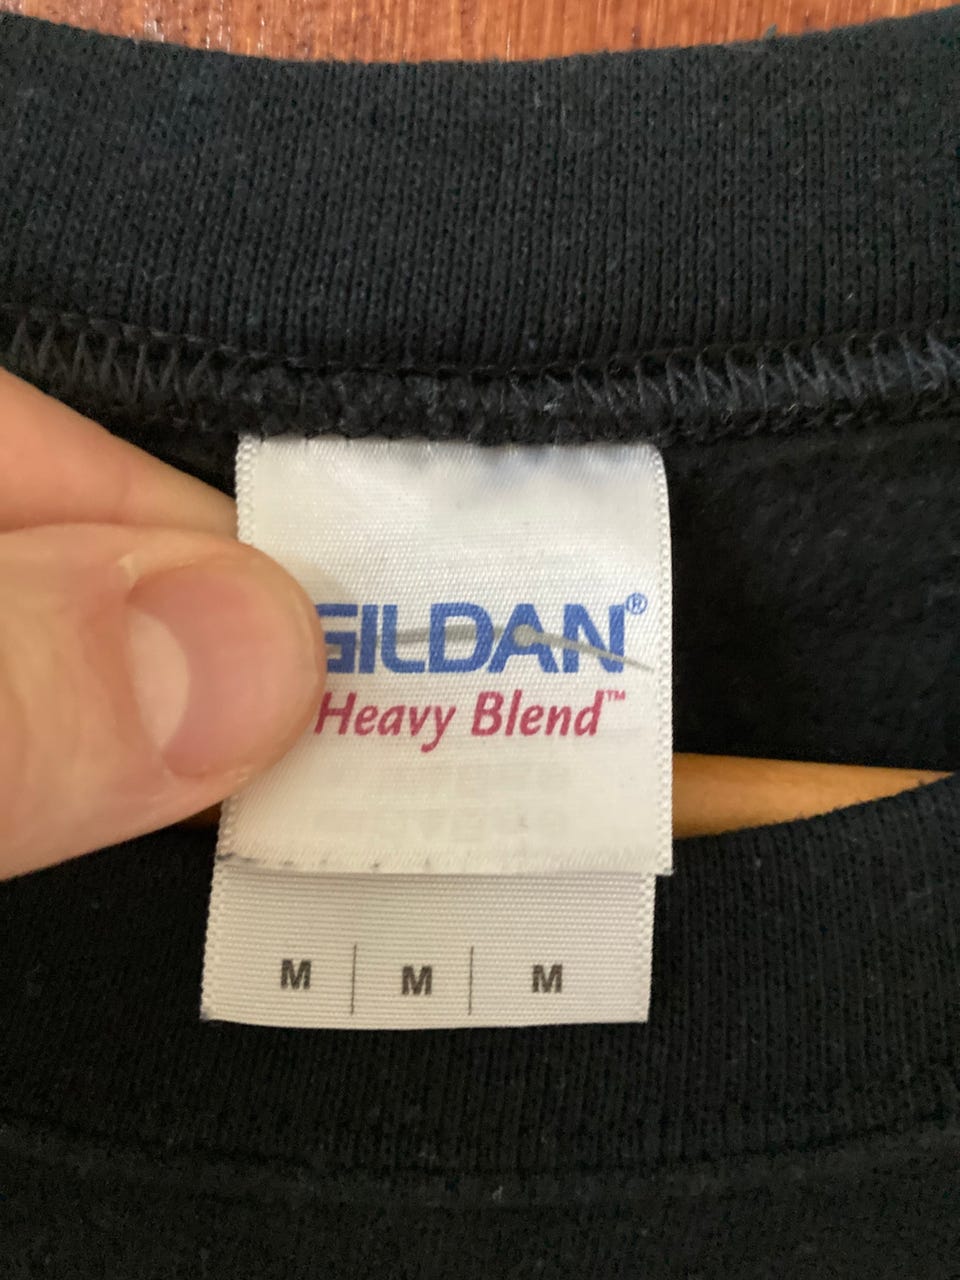 GILDAN®
Heavy Blend™
M | M | M